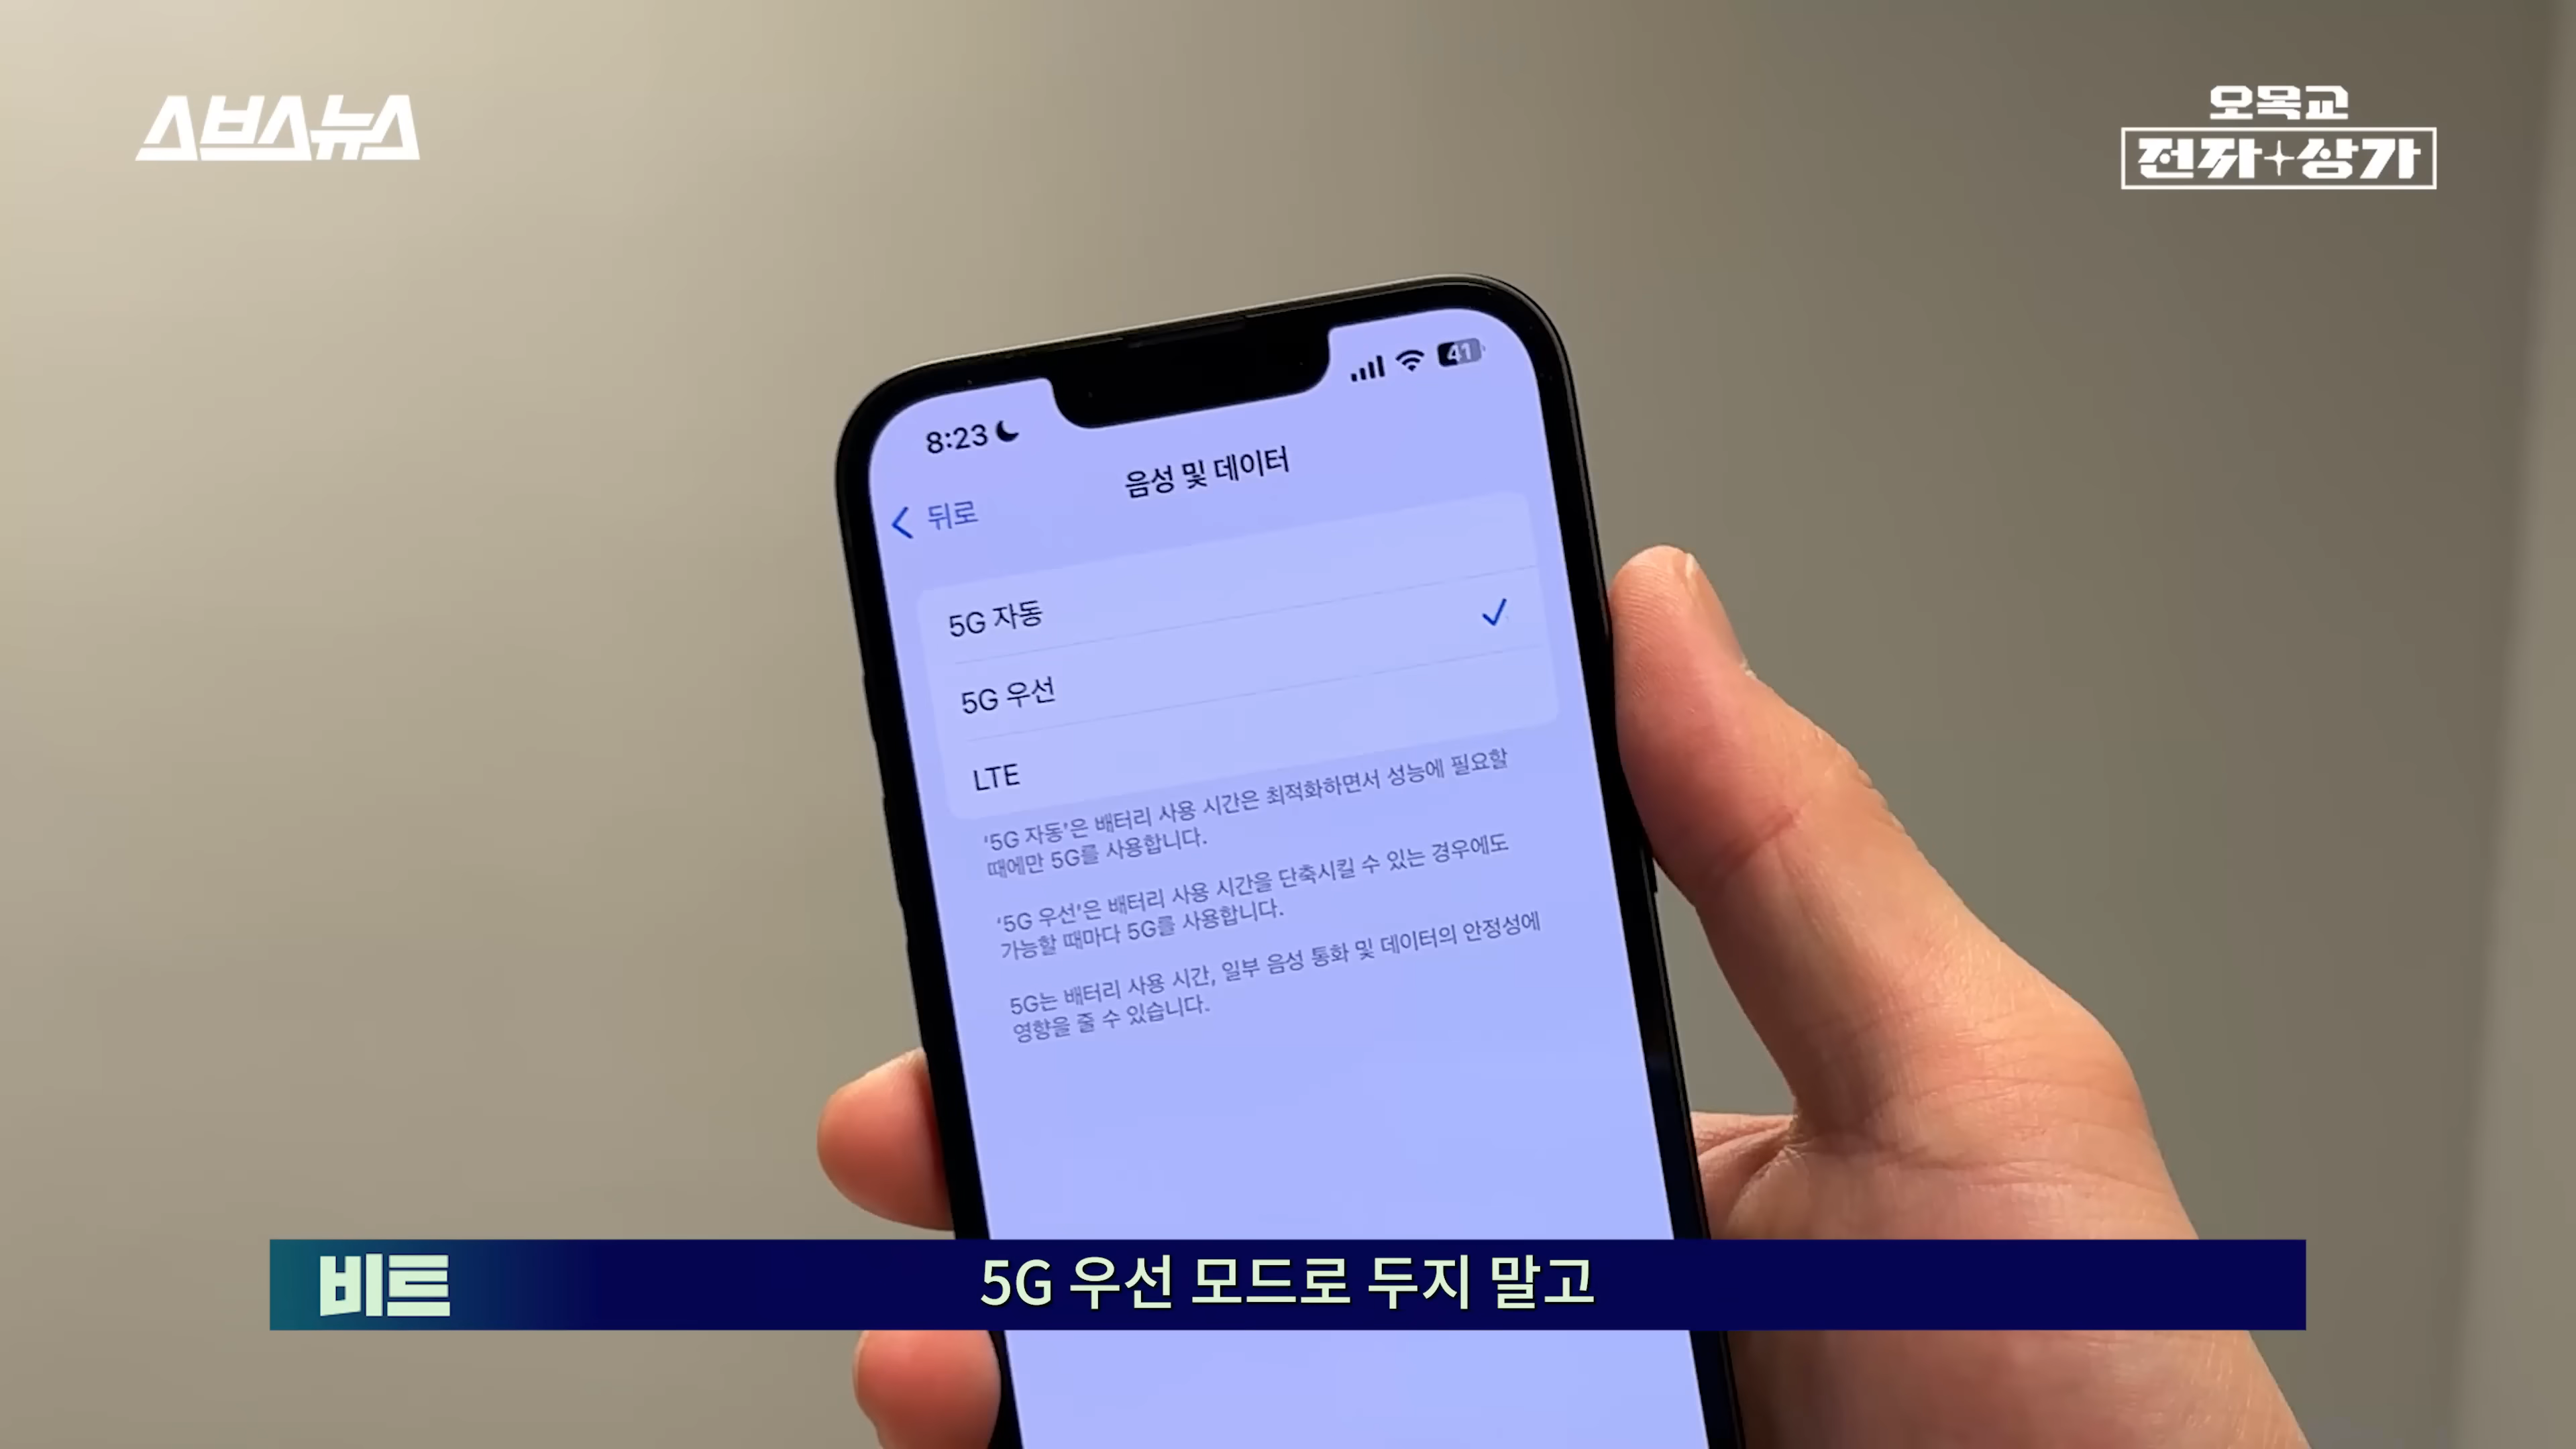 스브스뉴스
오목교
전자상가
41
8:23
음성 및 데이터
뒤로
5G 자동
5G 우선
LTE
'5G 자동'은 배터리 사용 시간은 최적화하면서 성능에 필요할
때에만 5G를 사용합니다.
'5G 우선'은 배터리 사용 시간을 단축시킬 수 있는 경우에도
가능할 때마다 5G를 사용합니다.
5G는 배터리 사용 시간, 일부 음성 통화 및 데이터의 안정성에
영향을 줄 수 있습니다.
비트
5G 우선 모드로 두지 말고